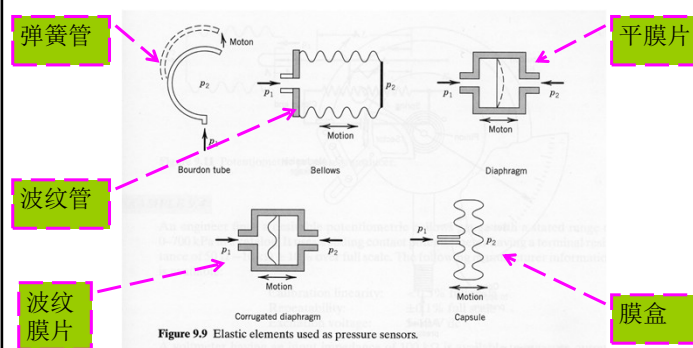 弹簧管
平膜片
Moton
p2
p1
p2
p1
p2
Motion
Moton
Bourdon tube
Bellows
Diaphragm
波纹管
p1
p2
p1
p2
Motion
Motion
波纹
膜片
膜盒
Corrugated diaphragm
Capsule
Figure 9.9 Elastic elements used as pressure sensors.